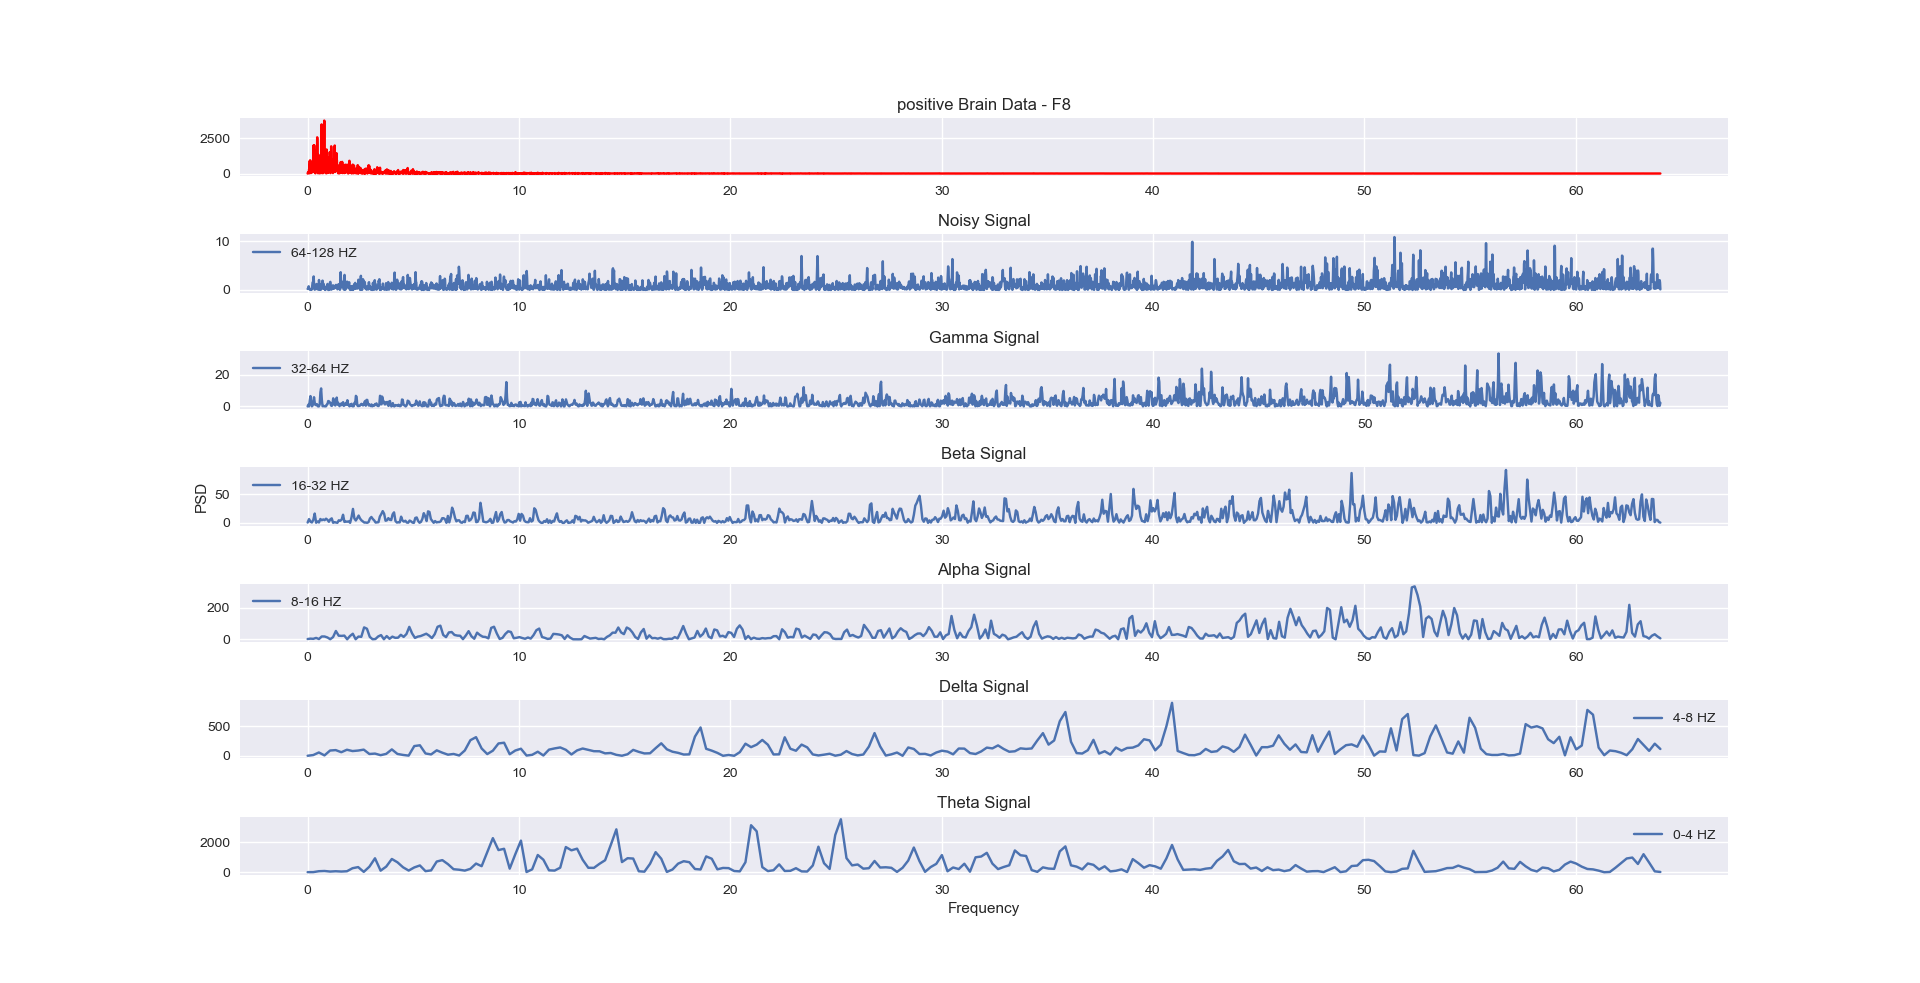 positive Brain Data - F8
2500
0
0 10 20 30 40 50 60
Noisy Signal
10
0
64-128 HZ
0 10 20 30 40 50 60
Gamma Signal
20
0
32-64 HZ
0 10 20 30 40 50 60
Beta Signal
PSD
50
0
16-32 HZ
0 10 20 30 40 50 60
Alpha Signal
200
0
8-16 HZ
0 10 20 30 40 50 60
Delta Signal
500
0
4-8 HZ
0 10 20 30 40 50 60
Theta Signal
2000
0
0-4 HZ
0 10 20 30 40 50 60
Frequency